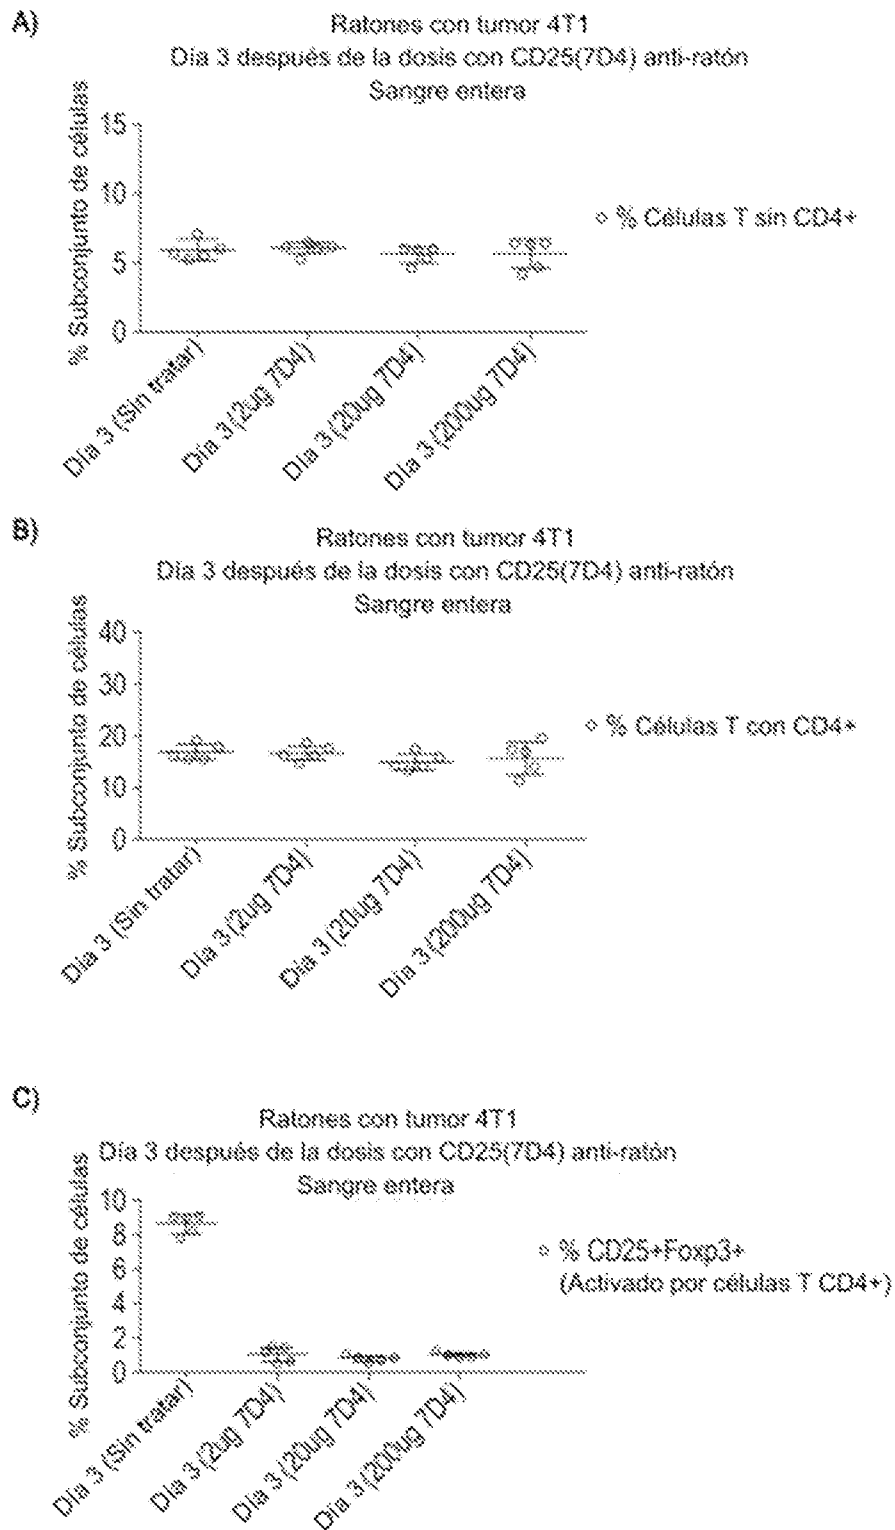 A)
Ratones con tumor 4T1
Día 3 después de la dosis con CD25(7D4) anti-ratón
Sangre entera
% Subconjunto de células
15
10
5
0
% Células T sin CD4+
Día 3 (Sin tratar)
Día 3 (2ug 7D4)
Día 3 (20ug 7D4)
Día 3 (200ug 7D4)
B)
Ratones con tumor 4T1
Día 3 después de la dosis con CD25(7D4) anti-ratón
Sangre entera
% Subconjunto de células
40
30
20
10
0
% Células T con CD4+
Día 3 (Sin tratar)
Día 3 (2ug 7D4)
Día 3 (20ug 7D4)
Día 3 (200ug 7D4)
C)
Ratones con tumor 4T1
Día 3 después de la dosis con CD25(7D4) anti-ratón
Sangre entera
% Subconjunto de células
10
8
6
4
2
0
% CD25+Foxp3+
(Activado por células T CD4+)
Día 3 (Sin tratar)
Día 3 (2ug 7D4)
Día 3 (20ug 7D4)
Día 3 (200ug 7D4)